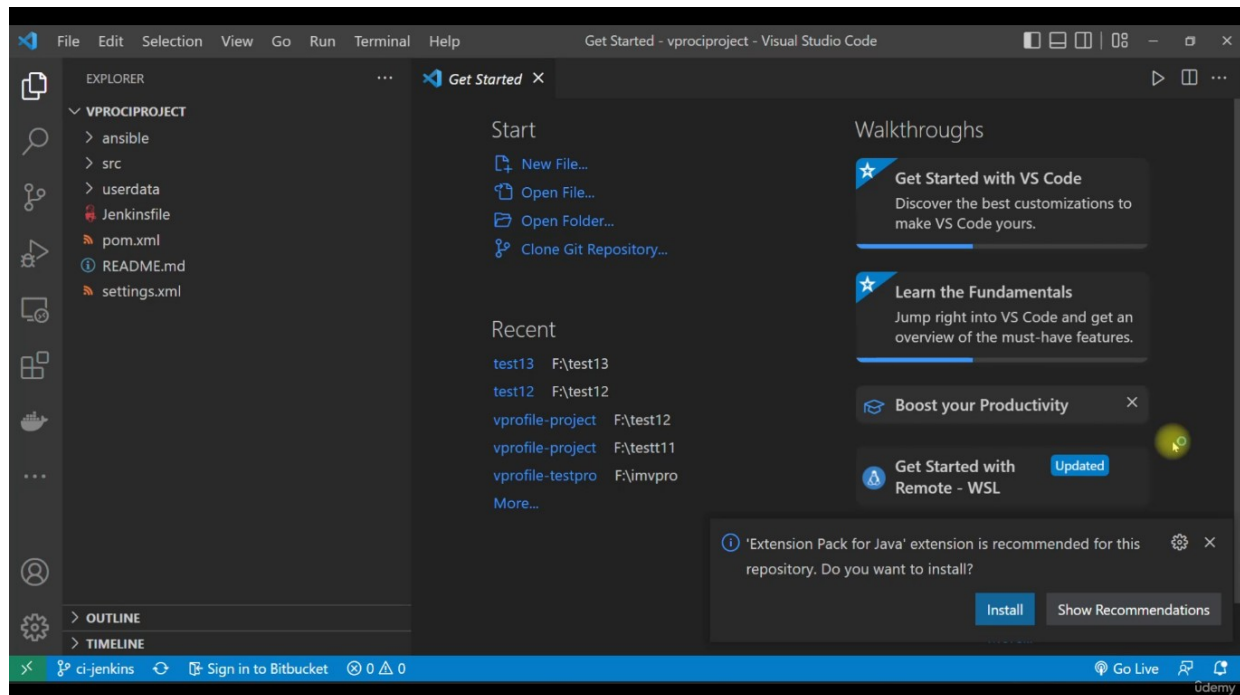 File Edit Selection View Go Run Terminal Help Get Started - vprociproject - Visual Studio Code
EXPLORER
Get Started
VPROCIPROJECT
ansible
src
userdata
Jenkinsfile
pom.xml
README.md
settings.xml
OUTLINE
TIMELINE
Start
New File...
Open File...
Open Folder...
Clone Git Repository...
Recent
test13 F:\test13
test12 F:\test12
vprofile-project F:\test12
vprofile-project F:\testt11
vprofile-testpro F:\imvpro
More...
Walkthroughs
Get Started with VS Code
Discover the best customizations to
make VS Code yours.
Learn the Fundamentals
Jump right into VS Code and get an
overview of the must-have features.
Boost your Productivity
Get Started with Updated
Remote - WSL
'Extension Pack for Java' extension is recommended for this
repository. Do you want to install?
Install Show Recommendations
ci-jenkins Sign in to Bitbucket 0 0 Go Live
ûdemy